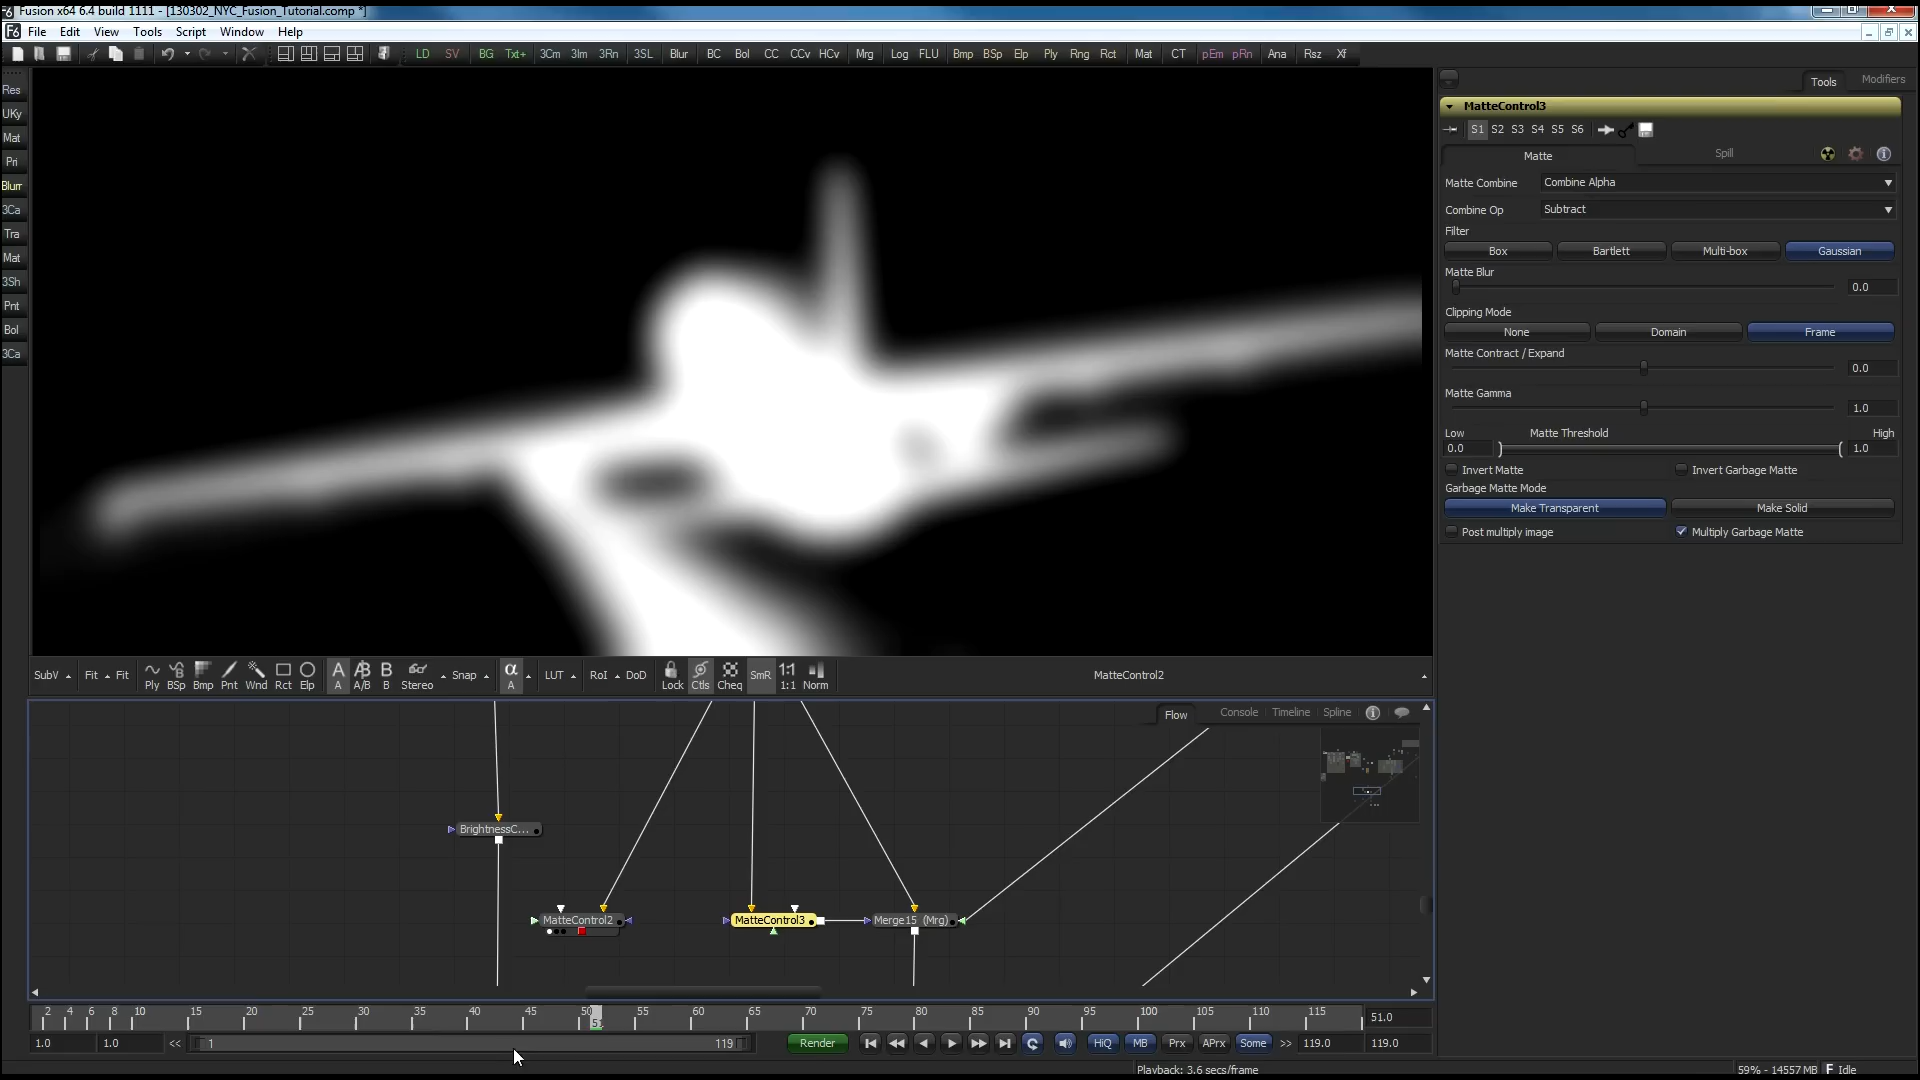 Fusion x64 6.4 build 1111 - [130302_NYC_Fusion_Tutorial.comp *]
File Edit View Tools Script Window Help
LD SV BG Txt+ 3Cm 3Im 3Rn 3SL Blur BC Bol CC CCv HCv Mrg Log FLU Bmp BSp Elp Ply Rng Rct Mat CT pEm pRn Ana Rsz Xf
Res
UKy
Mat
Pri
Blurr
3Ca
Tra
Mat
3Sh
Pnt
Bol
3Ca
Tools Modifiers
MatteControl3
S1 S2 S3 S4 S5 S6
Matte Spill
Matte Combine Combine Alpha
Combine Op Subtract
Filter
Box Bartlett Multi-box Gaussian
Matte Blur
0.0
Clipping Mode
None Domain Frame
Matte Contract / Expand
0.0
Matte Gamma
1.0
Low Matte Threshold High
0.0 1.0
Invert Matte Invert Garbage Matte
Garbage Matte Mode
Make Transparent Make Solid
Post multiply image Multiply Garbage Matte
SubV Fit Fit Ply BSp Bmp Pnt Wnd Rct Elp A A/B B Stereo Snap α A LUT RoI DoD Lock Ctls Cheq SmR 1:1 1:1 Norm MatteControl2
Flow Console Timeline Spline
BrightnessC...
MatteControl2 MatteControl3 Merge15 (Mrg)
2 4 6 8 10 15 20 25 30 35 40 45 50 51 55 60 65 70 75 80 85 90 95 100 105 110 115 51.0
1.0 1.0 << 1 119 Render HiQ MB Prx APrx Some >> 119.0 119.0
Playback: 3.6 secs/frame 59% - 14557 MB F Idle